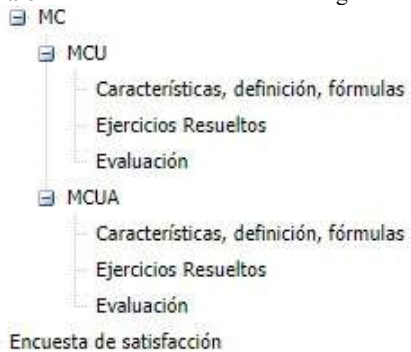 MC
MCU
Características, definición, fórmulas
Ejercicios Resueltos
Evaluación
MCUA
Características, definición, fórmulas
Ejercicios Resueltos
Evaluación
Encuesta de satisfacción